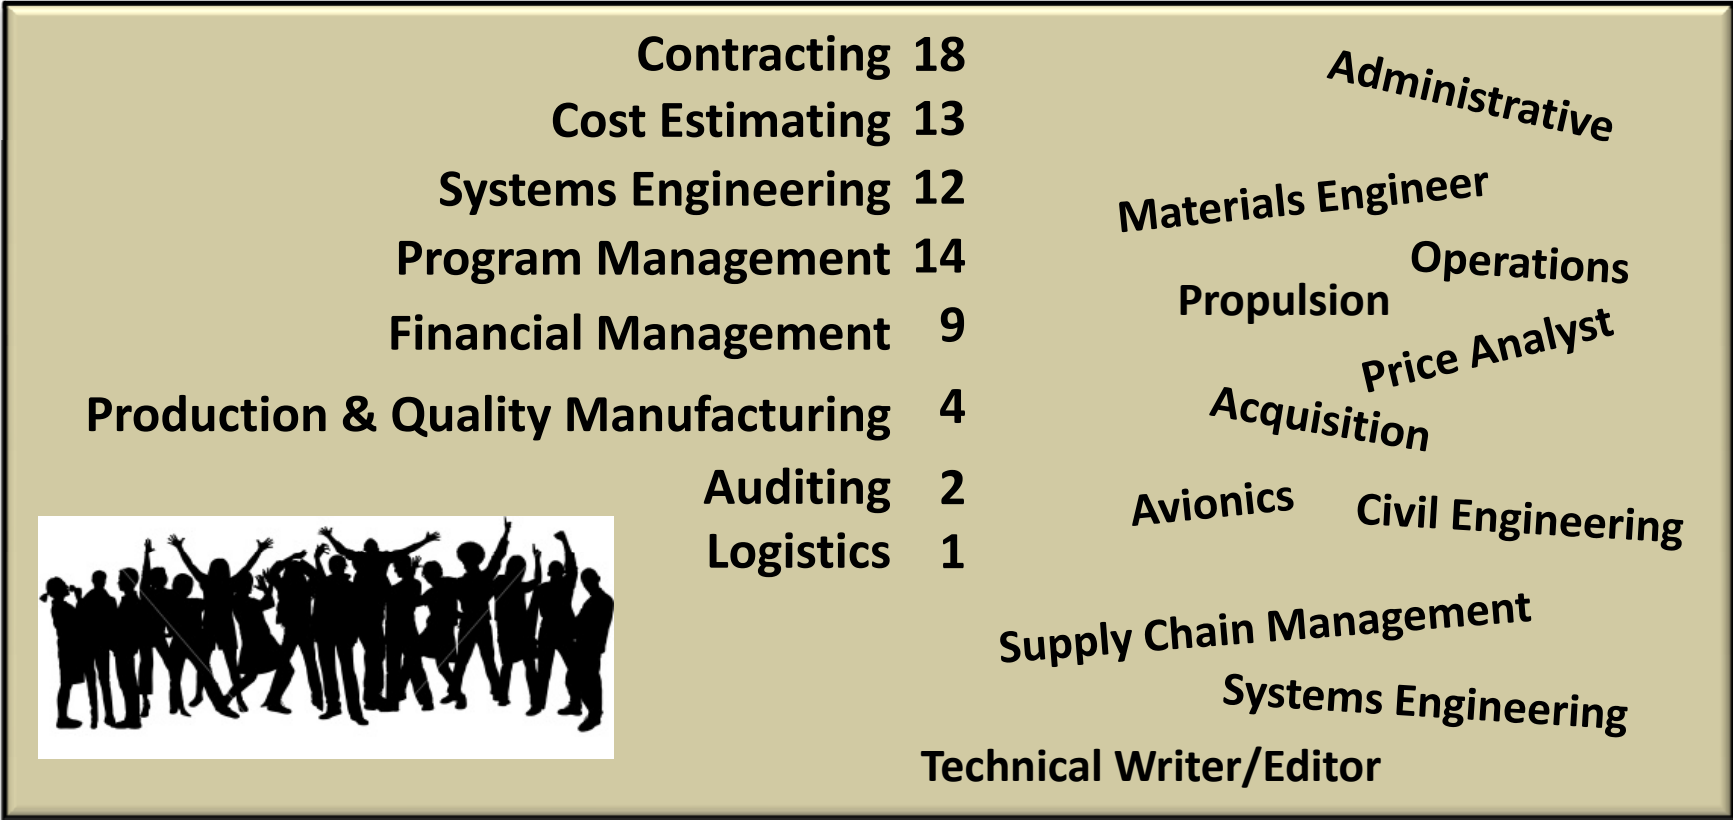 Contracting 18
Cost Estimating 13
Systems Engineering 12
Program Management 14
Financial Management 9
Production & Quality Manufacturing 4
Auditing 2
Logistics 1
Administrative
Materials Engineer
Operations
Propulsion
Price Analyst
Acquisition
Avionics
Civil Engineering
Supply Chain Management
Systems Engineering
Technical Writer/Editor